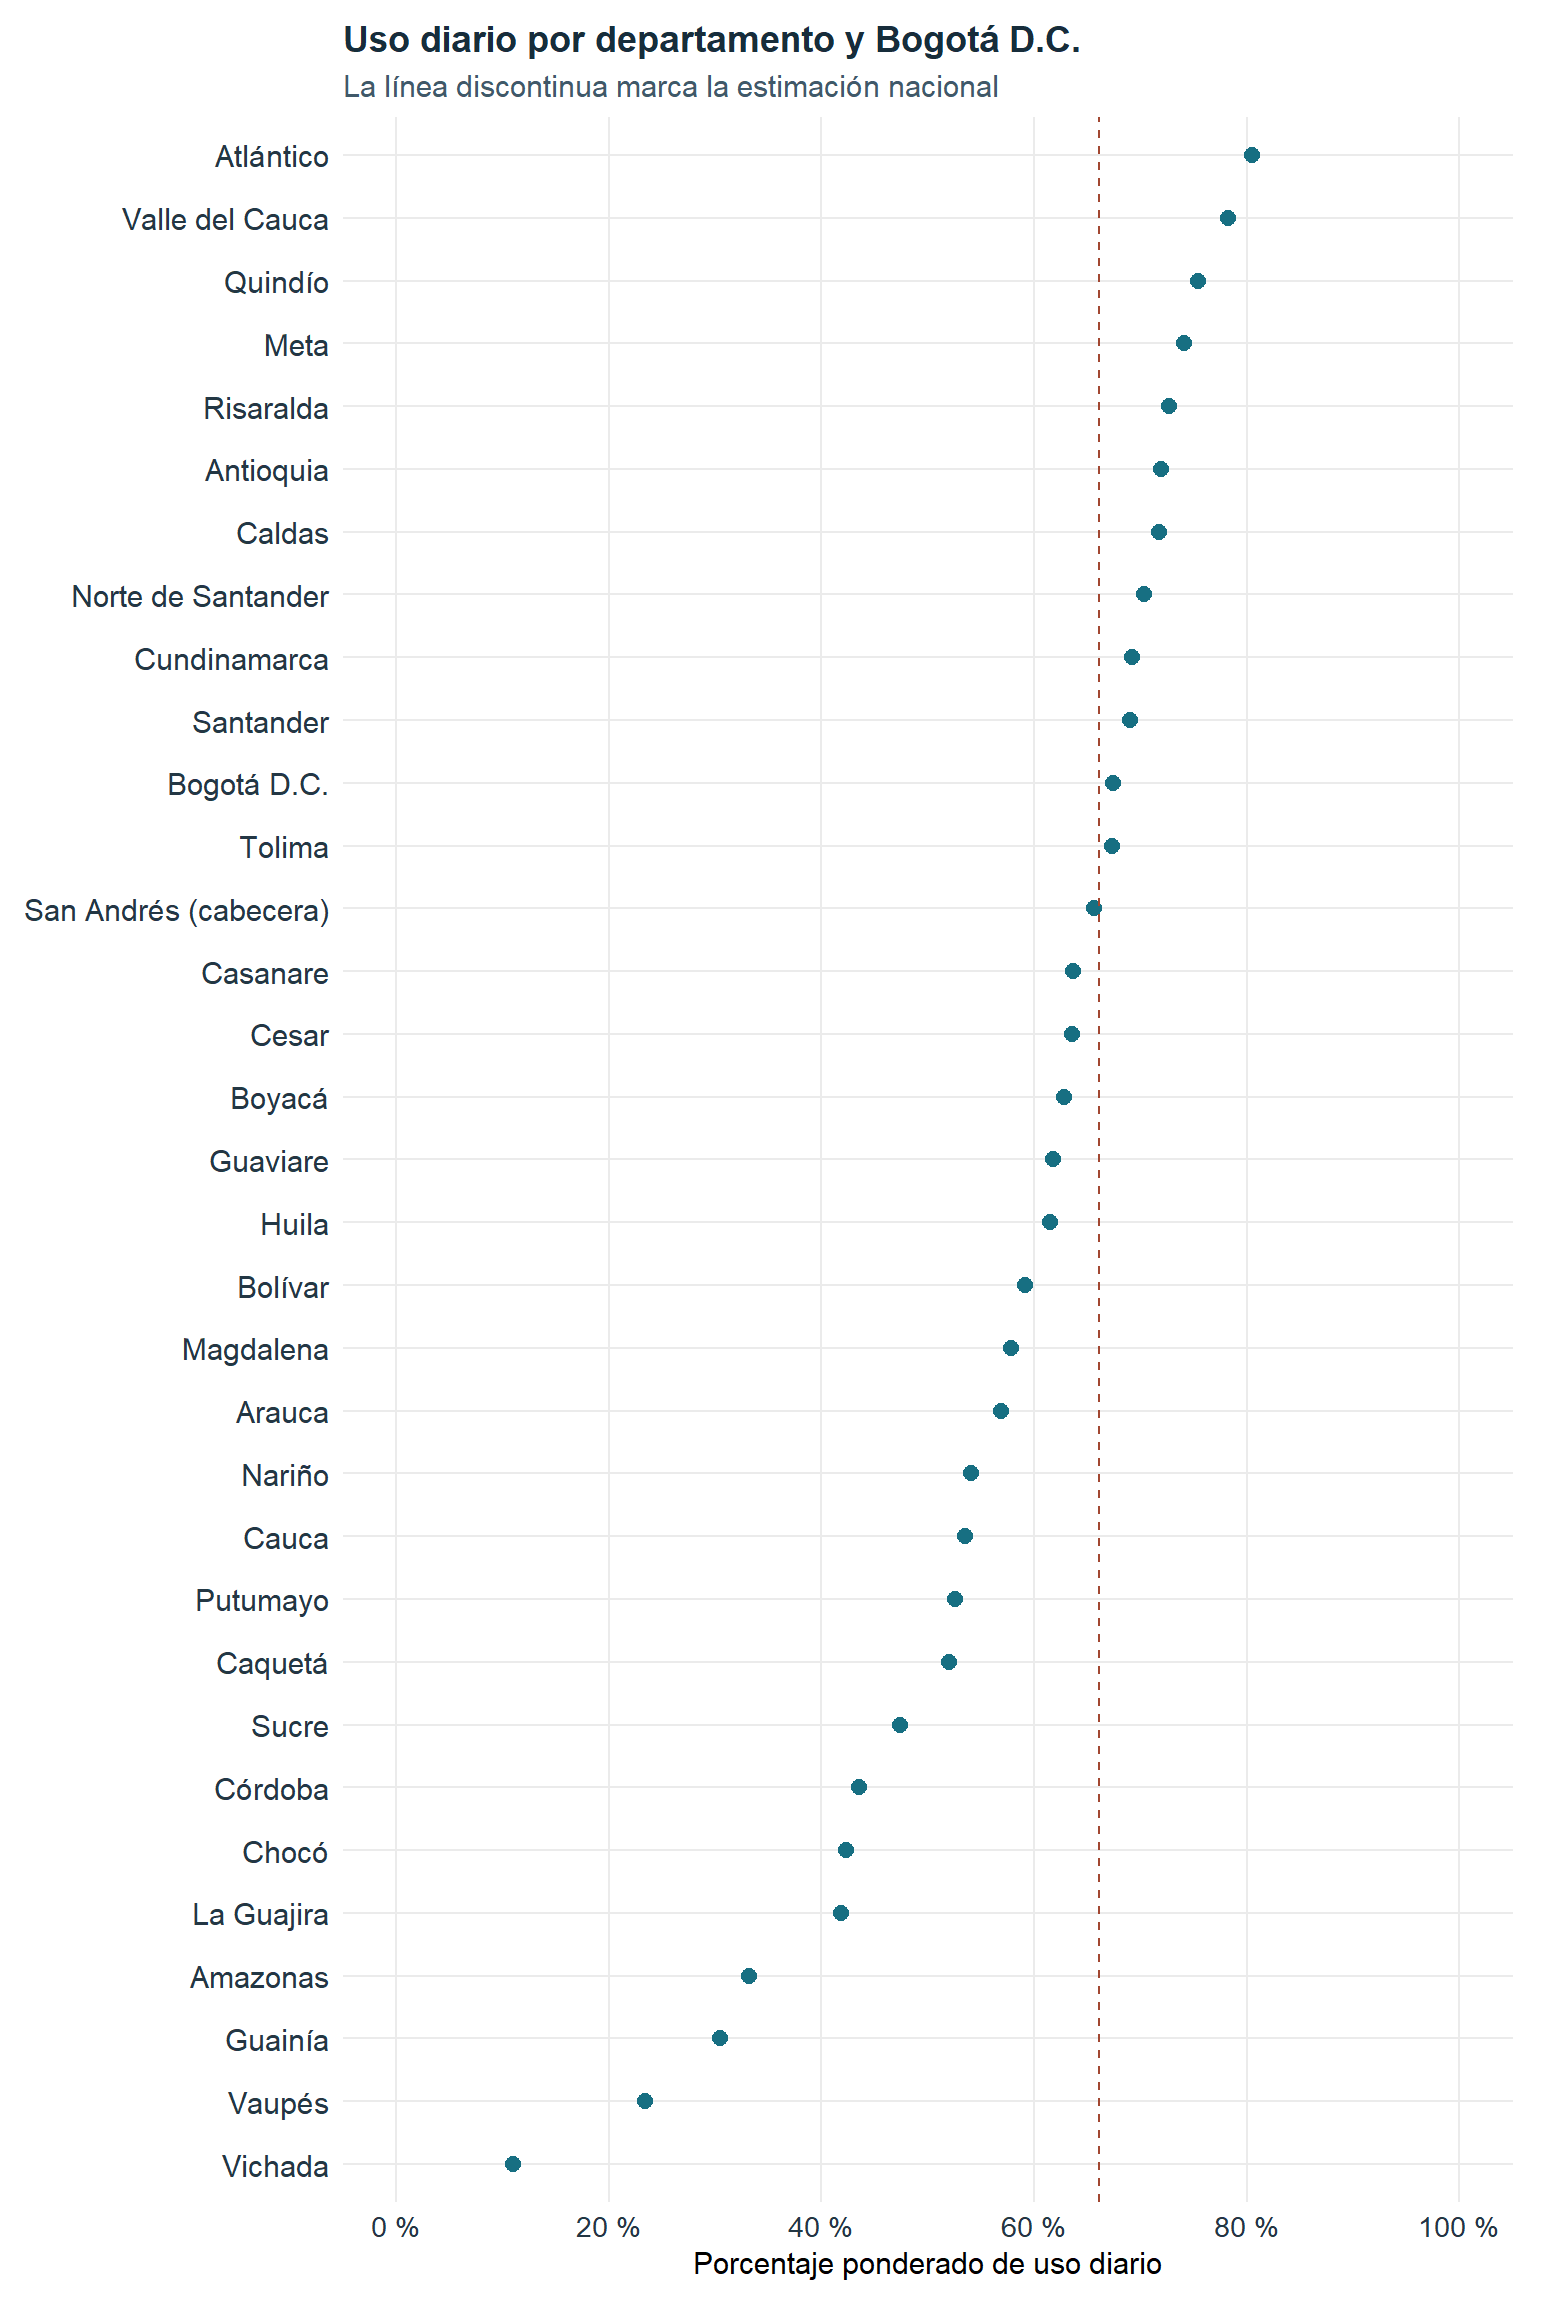 Uso diario por departamento y Bogotá D.C.
La línea discontinua marca la estimación nacional
Atlántico
Valle del Cauca
Quindío
Meta
Risaralda
Antioquia
Caldas
Norte de Santander
Cundinamarca
Santander
Bogotá D.C.
Tolima
San Andrés (cabecera)
Casanare
Cesar
Boyacá
Guaviare
Huila
Bolívar
Magdalena
Arauca
Nariño
Cauca
Putumayo
Caquetá
Sucre
Córdoba
Chocó
La Guajira
Amazonas
Guainía
Vaupés
Vichada
0 % 20 % 40 % 60 % 80 % 100 %
Porcentaje ponderado de uso diario